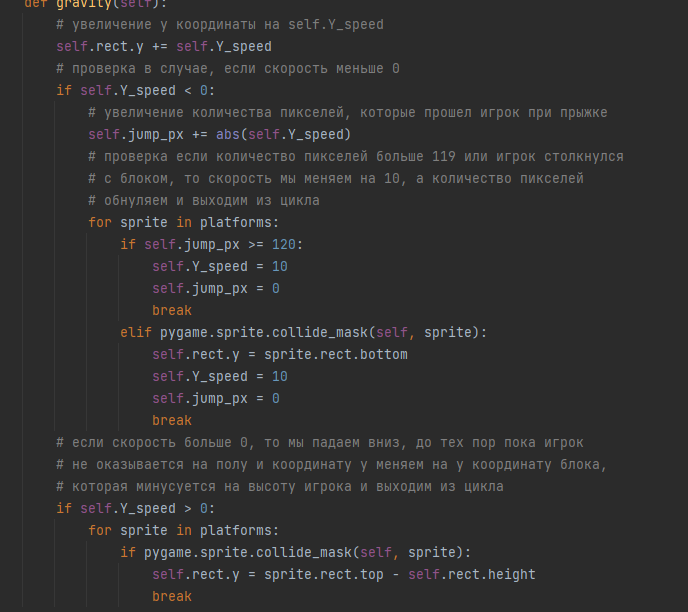 def gravity(self):
# увеличение y координаты на self.Y_speed
self.rect.y += self.Y_speed
# проверка в случае, если скорость меньше 0
if self.Y_speed < 0:
# увеличение количества пикселей, которые прошел игрок при прыжке
self.jump_px += abs(self.Y_speed)
# проверка если количество пикселей больше 119 или игрок столкнулся
# с блоком, то скорость мы меняем на 10, а количество пикселей
# обнуляем и выходим из цикла
for sprite in platforms:
if self.jump_px >= 120:
self.Y_speed = 10
self.jump_px = 0
break
elif pygame.sprite.collide_mask(self, sprite):
self.rect.y = sprite.rect.bottom
self.Y_speed = 10
self.jump_px = 0
break
# если скорость больше 0, то мы падаем вниз, до тех пор пока игрок
# не оказывается на полу и координату y меняем на y координату блока,
# которая минусуется на высоту игрока и выходим из цикла
if self.Y_speed > 0:
for sprite in platforms:
if pygame.sprite.collide_mask(self, sprite):
self.rect.y = sprite.rect.top - self.rect.height
break